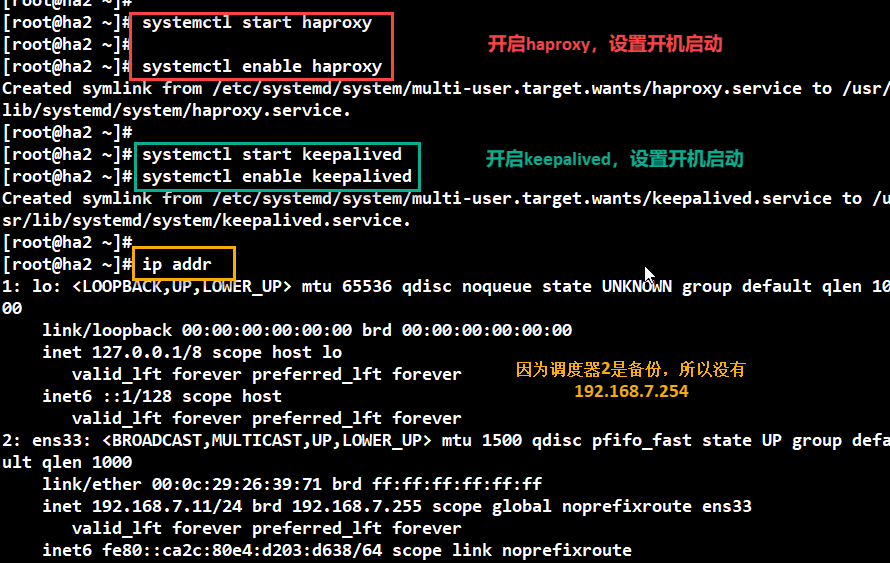 [root@ha2 ~]#
[root@ha2 ~]# systemctl start haproxy
[root@ha2 ~]#
开启haproxy，设置开机启动
[root@ha2 ~]# systemctl enable haproxy
Created symlink from /etc/systemd/system/multi-user.target.wants/haproxy.service to /usr/
lib/systemd/system/haproxy.service.
[root@ha2 ~]#
[root@ha2 ~]# systemctl start keepalived
开启keepalived，设置开机启动
[root@ha2 ~]# systemctl enable keepalived
Created symlink from /etc/systemd/system/multi-user.target.wants/keepalived.service to /u
sr/lib/systemd/system/keepalived.service.
[root@ha2 ~]#
[root@ha2 ~]# ip addr
1: lo: <LOOPBACK,UP,LOWER_UP> mtu 65536 qdisc noqueue state UNKNOWN group default qlen 10
00
link/loopback 00:00:00:00:00:00 brd 00:00:00:00:00:00
inet 127.0.0.1/8 scope host lo
valid_lft forever preferred_lft forever
因为调度器2是备份，所以没有
192.168.7.254
inet6 ::1/128 scope host
valid_lft forever preferred_lft forever
2: ens33: <BROADCAST,MULTICAST,UP,LOWER_UP> mtu 1500 qdisc pfifo_fast state UP group defa
ult qlen 1000
link/ether 00:0c:29:26:39:71 brd ff:ff:ff:ff:ff:ff
inet 192.168.7.11/24 brd 192.168.7.255 scope global noprefixroute ens33
valid_lft forever preferred_lft forever
inet6 fe80::ca2c:80e4:d203:d638/64 scope link noprefixroute